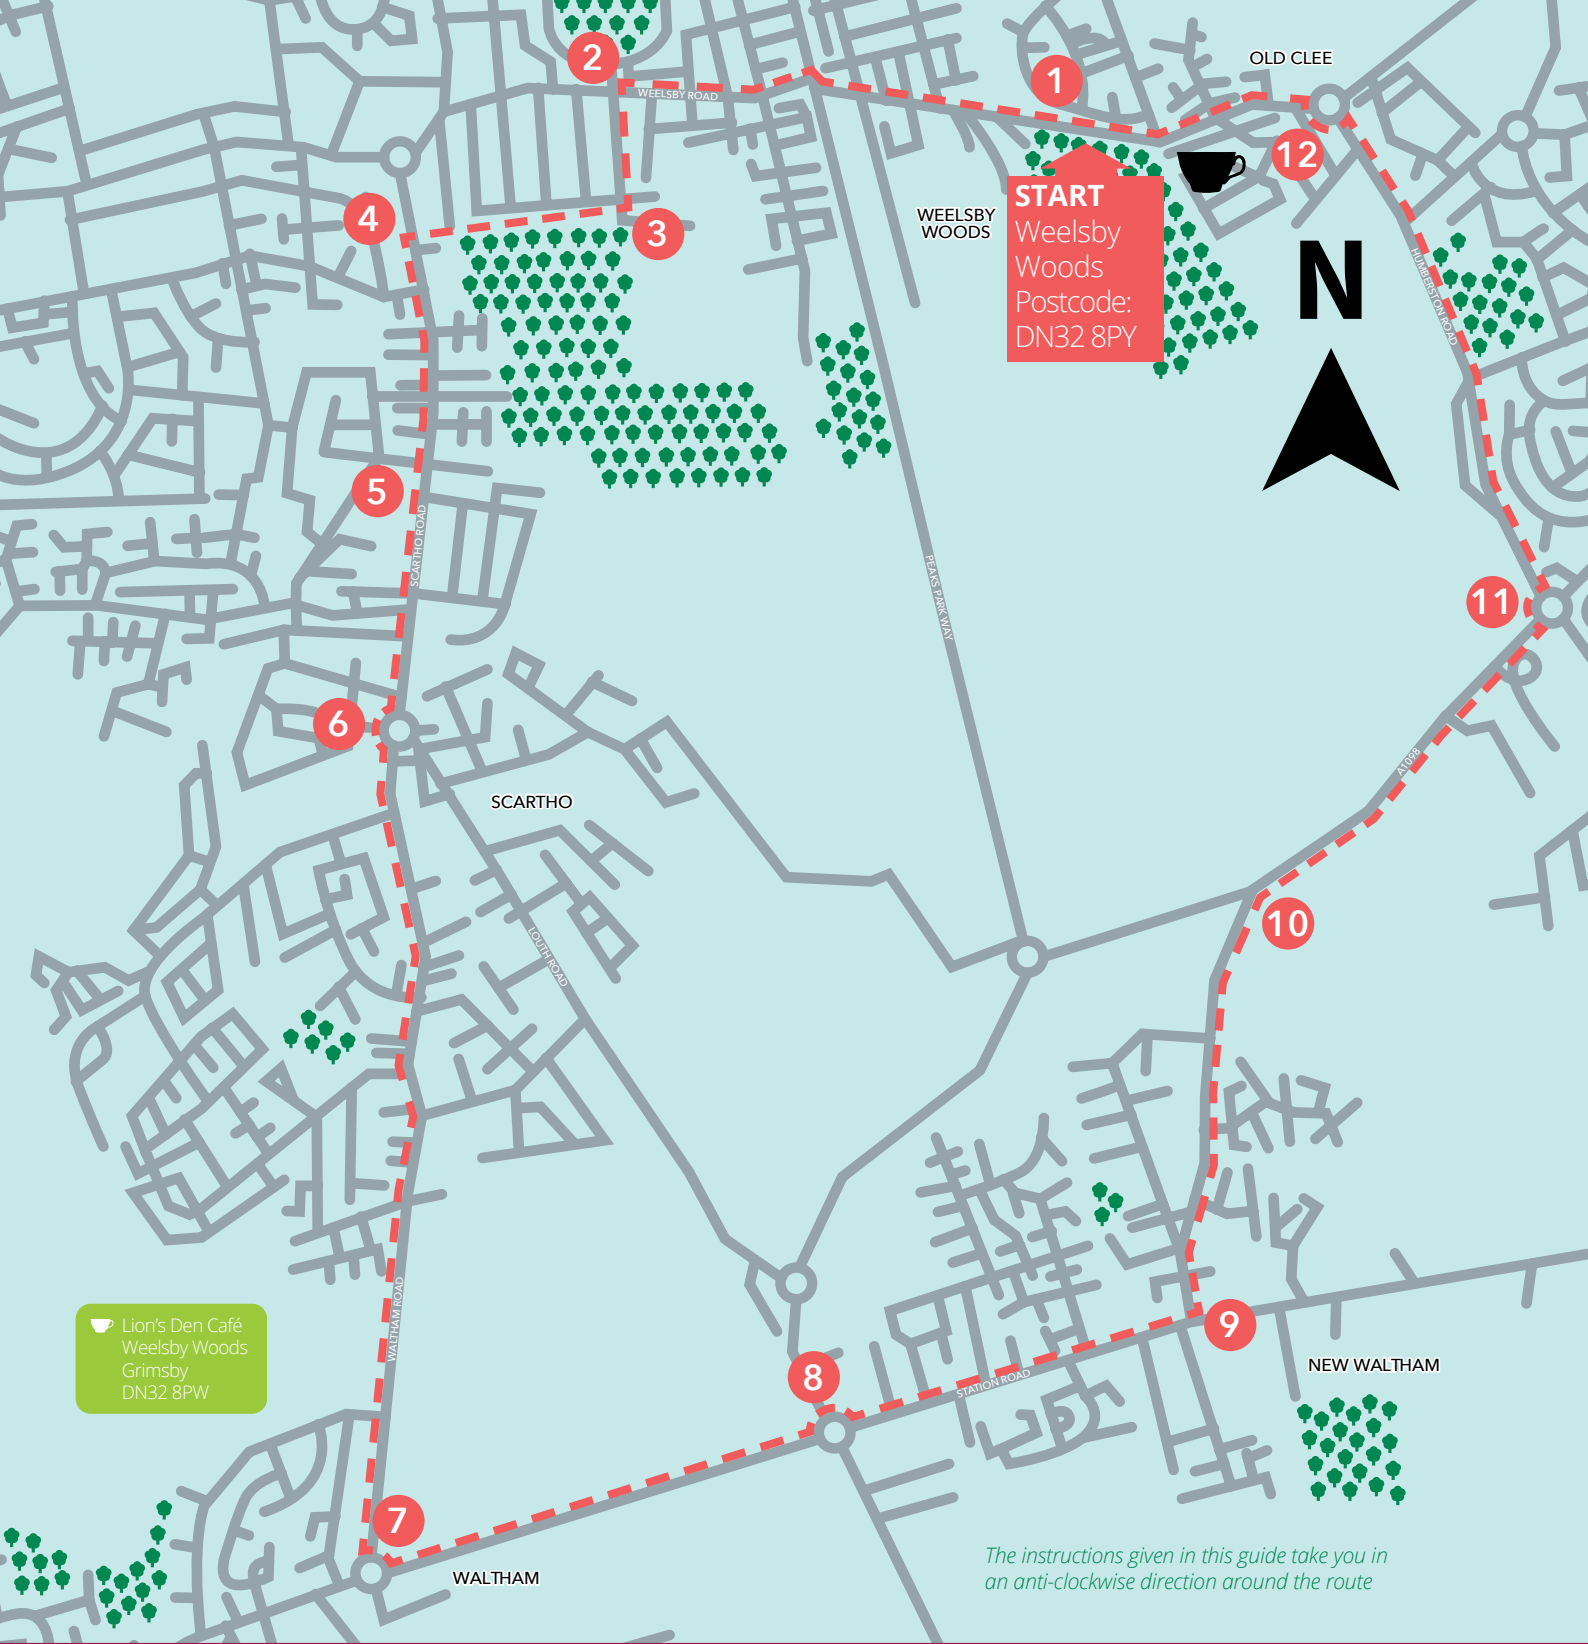 OLD CLEE
2
1
WEELSBY ROAD
12
START
Weelsby
Woods
Postcode:
DN32 8PY
WEELSBY
WOODS
4
3
N
HUMBERSTON ROAD
5
SCARTHO ROAD
PEAKS PARK WAY
11
6
A1098
SCARTHO
10
LOUTH ROAD
WALTHAM ROAD
Lion's Den Café
Weelsby Woods
Grimsby
DN32 8PW
9
NEW WALTHAM
8
STATION ROAD
7
WALTHAM
The instructions given in this guide take you in
an anti-clockwise direction around the route